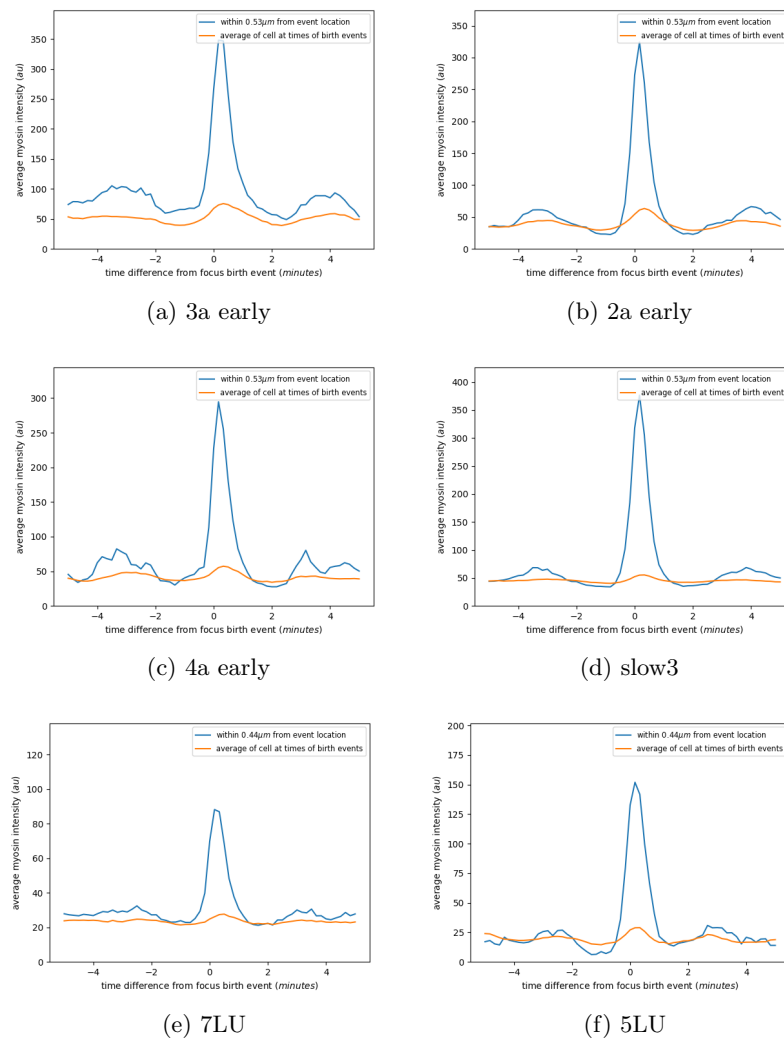 within 0.53μm from event location
average of cell at times of birth events
350
300
250
200
150
100
50
0
average myosin intensity (au)
−4 −2 0 2 4
time difference from focus birth event (minutes)
(a) 3a early
within 0.53μm from event location
average of cell at times of birth events
350
300
250
200
150
100
50
0
average myosin intensity (au)
−4 −2 0 2 4
time difference from focus birth event (minutes)
(b) 2a early
within 0.53μm from event location
average of cell at times of birth events
300
250
200
150
100
50
0
average myosin intensity (au)
−4 −2 0 2 4
time difference from focus birth event (minutes)
(c) 4a early
within 0.53μm from event location
average of cell at times of birth events
400
350
300
250
200
150
100
50
0
average myosin intensity (au)
−4 −2 0 2 4
time difference from focus birth event (minutes)
(d) slow3
within 0.44μm from event location
average of cell at times of birth events
120
100
80
60
40
20
0
average myosin intensity (au)
−4 −2 0 2 4
time difference from focus birth event (minutes)
(e) 7LU
within 0.44μm from event location
average of cell at times of birth events
200
175
150
125
100
75
50
25
0
average myosin intensity (au)
−4 −2 0 2 4
time difference from focus birth event (minutes)
(f) 5LU